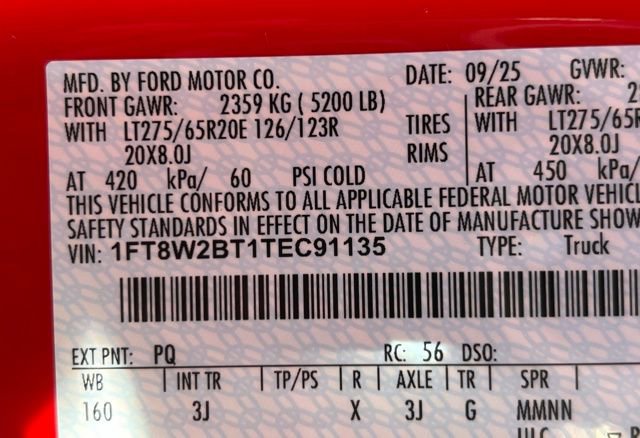 MFD. BY FORD MOTOR CO. DATE: 09/25 GVWR:
FRONT GAWR: 2359 KG ( 5200 LB) REAR GAWR:
WITH LT275/65R20E 126/123R TIRES WITH LT275/65R
20X8.0J RIMS 20X8.0J
AT 420 kPa/ 60 PSI COLD AT 450 kPa/
THIS VEHICLE CONFORMS TO ALL APPLICABLE FEDERAL MOTOR VEHICL
SAFETY STANDARDS IN EFFECT ON THE DATE OF MANUFACTURE SHOW
VIN: 1FT8W2BT1TEC91135 TYPE: Truck
EXT PNT: PQ RC: 56 DSO:
WB | INT TR | TP/PS | R | AXLE | TR | SPR |
160 3J X 3J G MMNN